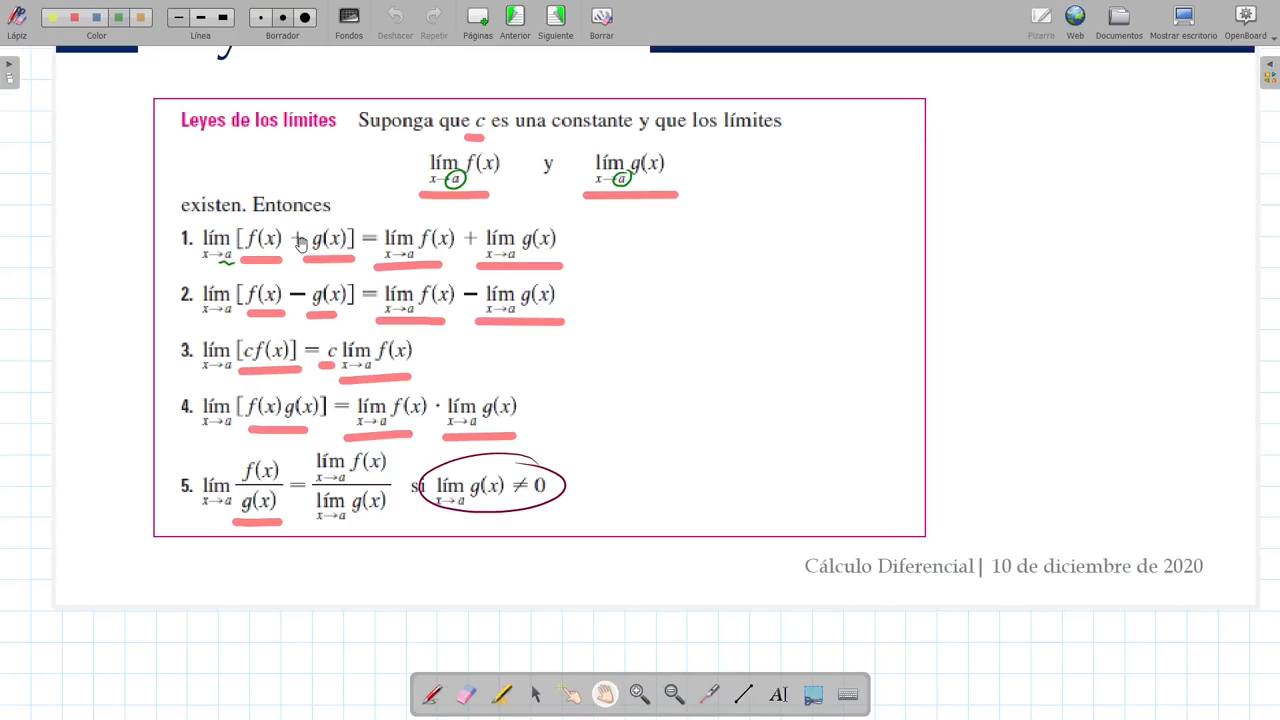 Lápiz Color Línea Borrador Fondos Deshacer Repetir Páginas Anterior Siguiente Borrar Pizarra Web Documentos Mostrar escritorio OpenBoard
Leyes de los límites Suponga que c es una constante y que los límites
lím f(x) y lím g(x)
x→a x→a
existen. Entonces
1. lím [f(x) + g(x)] = lím f(x) + lím g(x)
x→a x→a x→a
2. lím [f(x) − g(x)] = lím f(x) − lím g(x)
x→a x→a x→a
3. lím [cf(x)] = c lím f(x)
x→a x→a
4. lím [f(x)g(x)] = lím f(x) · lím g(x)
x→a x→a x→a
5. lím f(x)/g(x) = lím f(x) / lím g(x) si lím g(x) ≠ 0
x→a x→a x→a x→a
Cálculo Diferencial| 10 de diciembre de 2020
AI